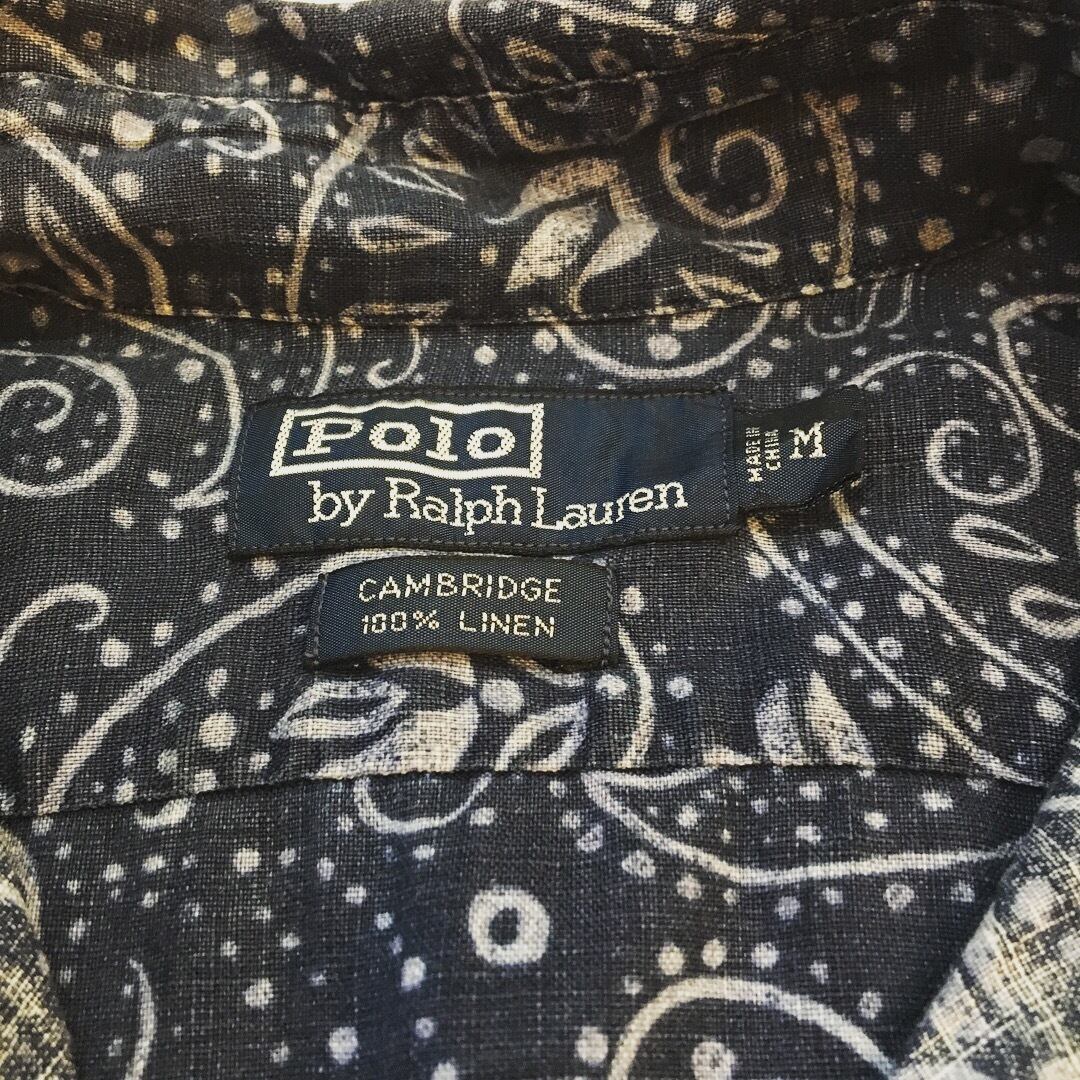 Polo
by Ralph Lauren
MADE IN
CHINA
M
CAMBRIDGE
100% LINEN